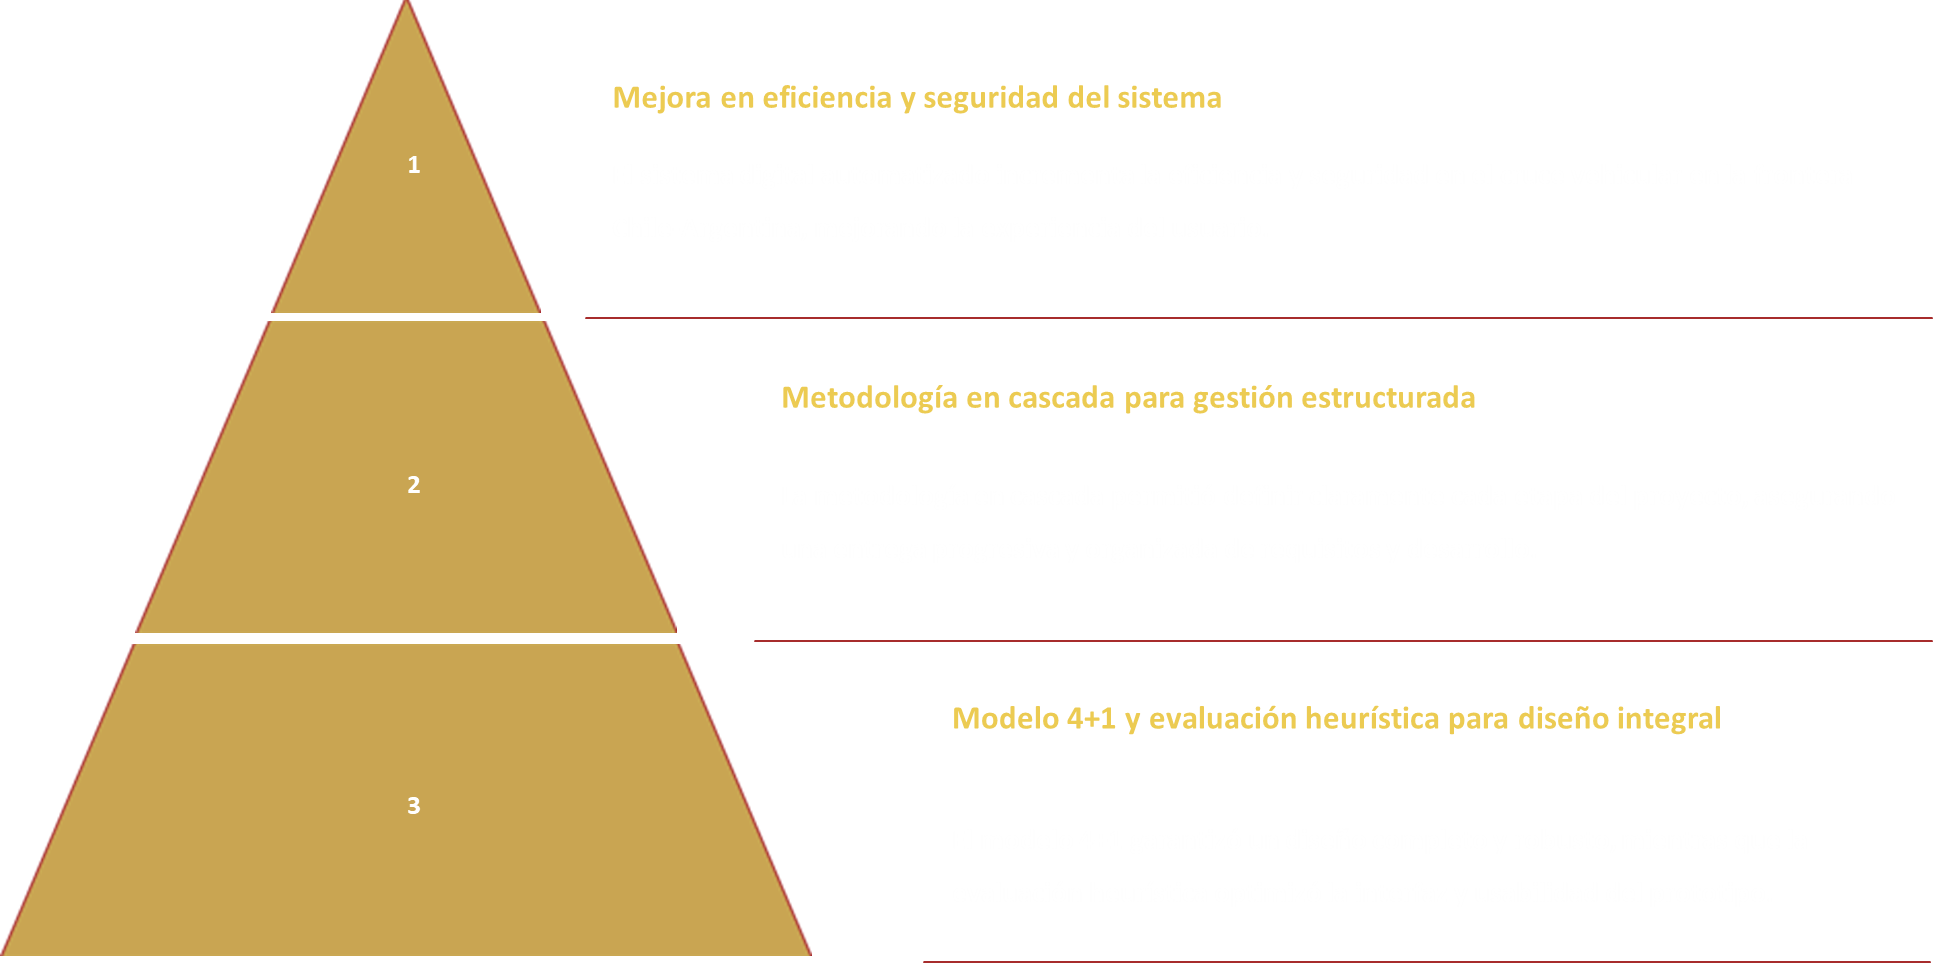 Mejora en eficiencia y seguridad del sistema
1
Metodología en cascada para gestión estructurada
2
Modelo 4+1 y evaluación heurística para diseño integral
3